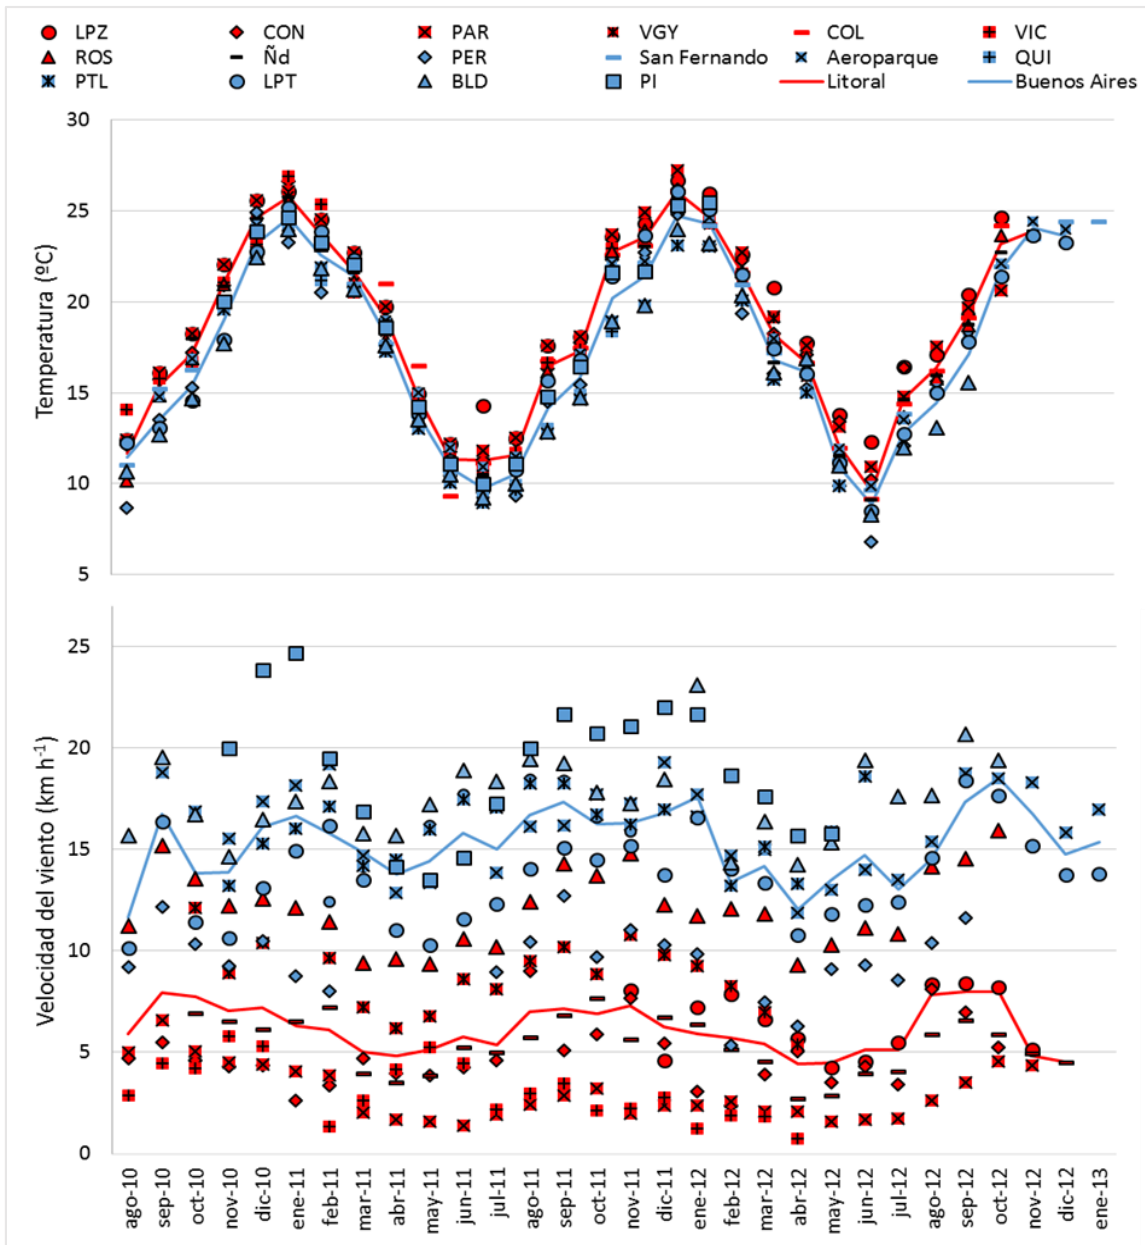 LPZ CON PAR VGY COL VIC
ROS Ñd PER San Fernando Aeroparque QUI
PTL LPT BLD PI Litoral Buenos Aires
30
25
20
15
10
5
Temperatura (ºC)
25
20
15
10
5
0
Velocidad del viento (km h-1)
ago-10
sep-10
oct-10
nov-10
dic-10
ene-11
feb-11
mar-11
abr-11
may-11
jun-11
jul-11
ago-11
sep-11
oct-11
nov-11
dic-11
ene-12
feb-12
mar-12
abr-12
may-12
jun-12
jul-12
ago-12
sep-12
oct-12
nov-12
dic-12
ene-13